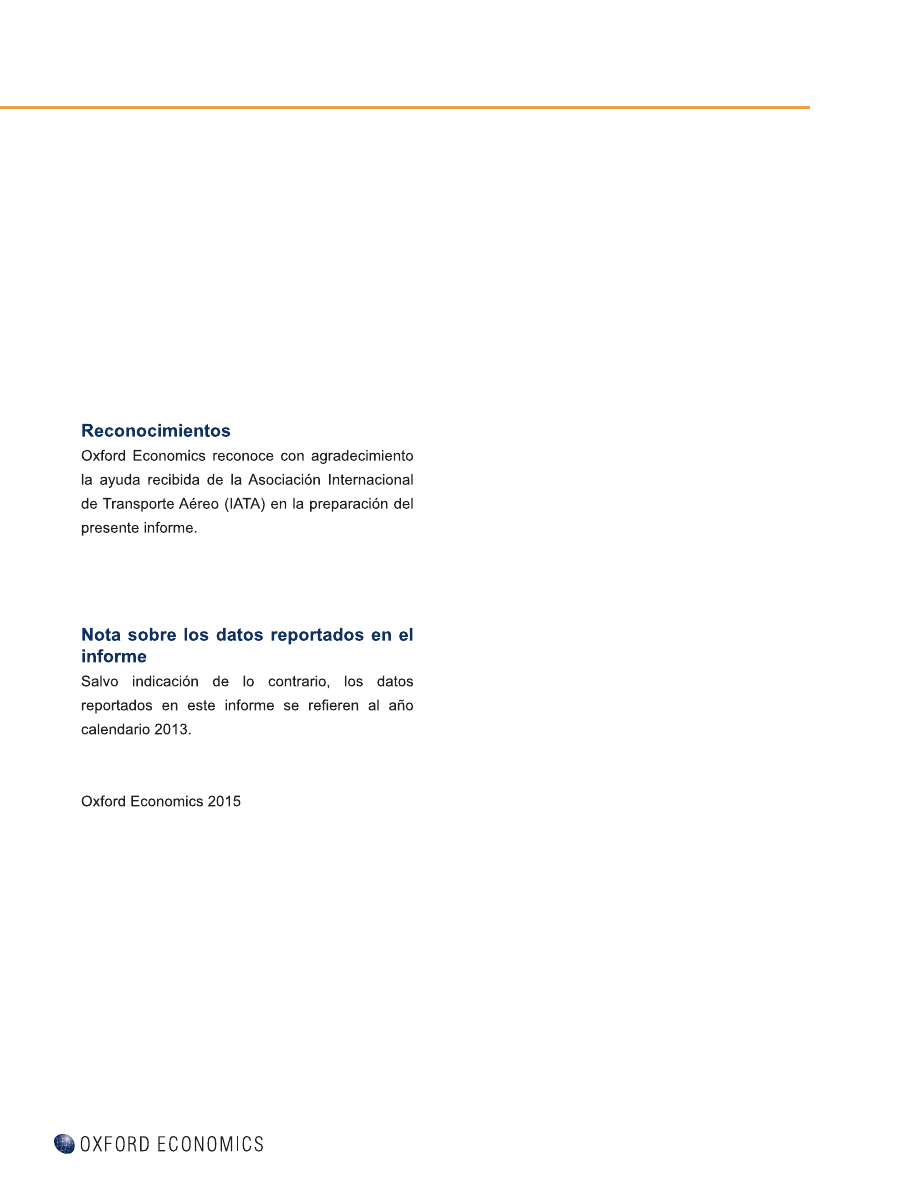 Reconocimientos
Oxford Economics reconoce con agradecimiento
la ayuda recibida de la Asociación Internacional
de Transporte Aéreo (IATA) en la preparación del
presente informe.
Nota sobre los datos reportados en el
informe
Salvo indicación de lo contrario, los datos
reportados en este informe se refieren al año
calendario 2013.
Oxford Economics 2015
OXFORD ECONOMICS